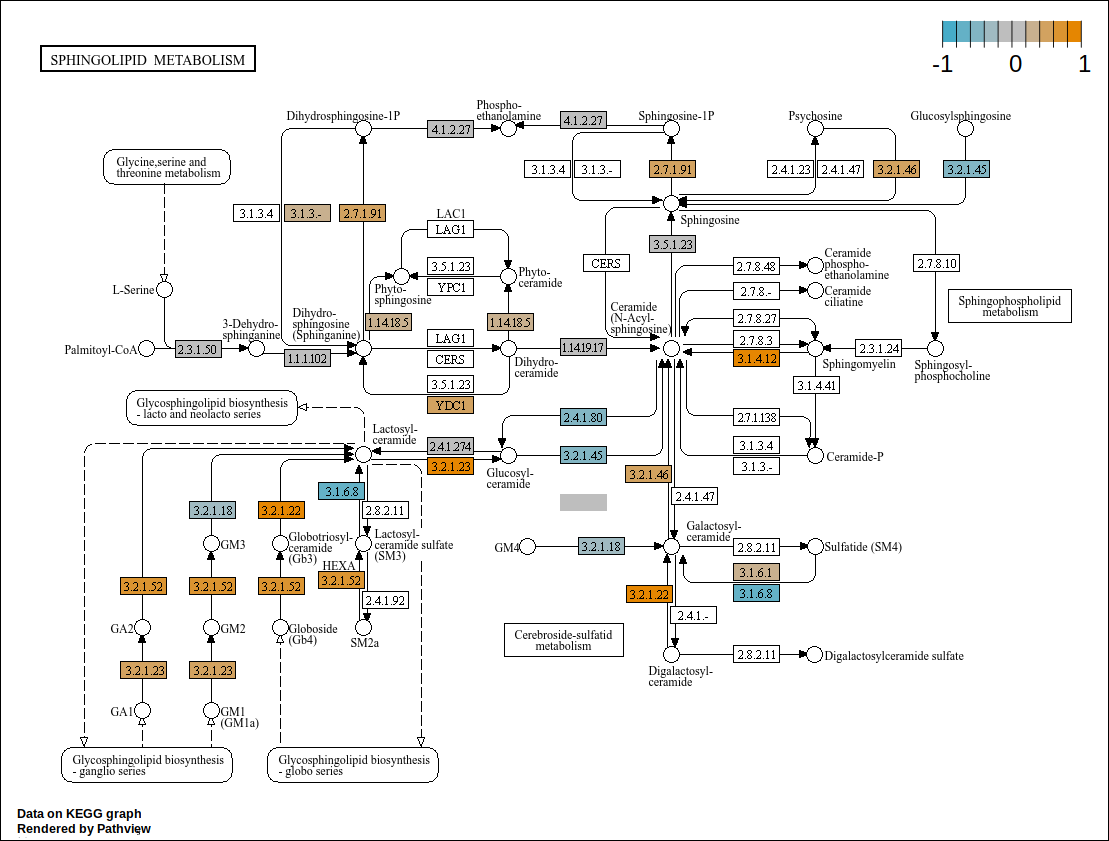 SPHINGOLIPID METABOLISM
-1 0 1
Dihydrosphingosine-1P
Phospho-
ethanolamine
Sphingosine-1P
Psychosine
Glucosylsphingosine
4.1.2.27
4.1.2.27
Glycine,serine and
threonine metabolism
3.1.3.4
3.1.3.-
2.7.1.91
2.4.1.23
2.4.1.47
3.2.1.46
3.2.1.45
3.1.3.4
3.1.3.-
2.7.1.91
LAC1
LAG1
Sphingosine
3.5.1.23
3.5.1.23
YPC1
Phyto-
sphingosine
Phyto-
ceramide
CERS
2.7.8.48
Ceramide
phospho-
ethanolamine
2.7.8.10
L-Serine
2.7.8.-
Ceramide
ciliatine
Sphingophospholipid
metabolism
3-Dehydro-
sphinganine
Dihydro-
sphingosine
(Sphinganine)
1.14.18.5
1.14.18.5
Ceramide
(N-Acyl-
sphingosine)
2.7.8.27
2.7.8.3
3.1.4.12
Palmitoyl-CoA
2.3.1.50
1.1.1.102
LAG1
CERS
Dihydro-
ceramide
1.14.19.17
Sphingomyelin
2.3.1.24
Sphingosyl-
phosphocholine
3.5.1.23
YDC1
3.1.4.41
Glycosphingolipid biosynthesis
- lacto and neolacto series
Lactosyl-
ceramide
2.4.1.274
3.2.1.23
Glucosyl-
ceramide
2.4.1.80
3.2.1.45
2.7.1.138
3.1.3.4
3.1.3.-
Ceramide-P
3.2.1.46
2.4.1.47
3.1.6.8
2.8.2.11
3.2.1.18
3.2.1.22
GM3
Globotriosyl-
ceramide
(Gb3)
Lactosyl-
ceramide sulfate
(SM3)
HEXA
GM4
3.2.1.18
Galactosyl-
ceramide
2.8.2.11
Sulfatide (SM4)
3.1.6.1
3.1.6.8
3.2.1.52
3.2.1.52
3.2.1.52
3.2.1.52
2.4.1.92
3.2.1.22
2.4.1.-
GA2
GM2
Globoside
(Gb4)
SM2a
Cerebroside-sulfatid
metabolism
2.8.2.11
Digalactosylceramide sulfate
Digalactosyl-
ceramide
3.2.1.23
3.2.1.23
GA1
GM1
(GM1a)
Glycosphingolipid biosynthesis
- ganglio series
Glycosphingolipid biosynthesis
- globo series
Data on KEGG graph
Rendered by Pathview